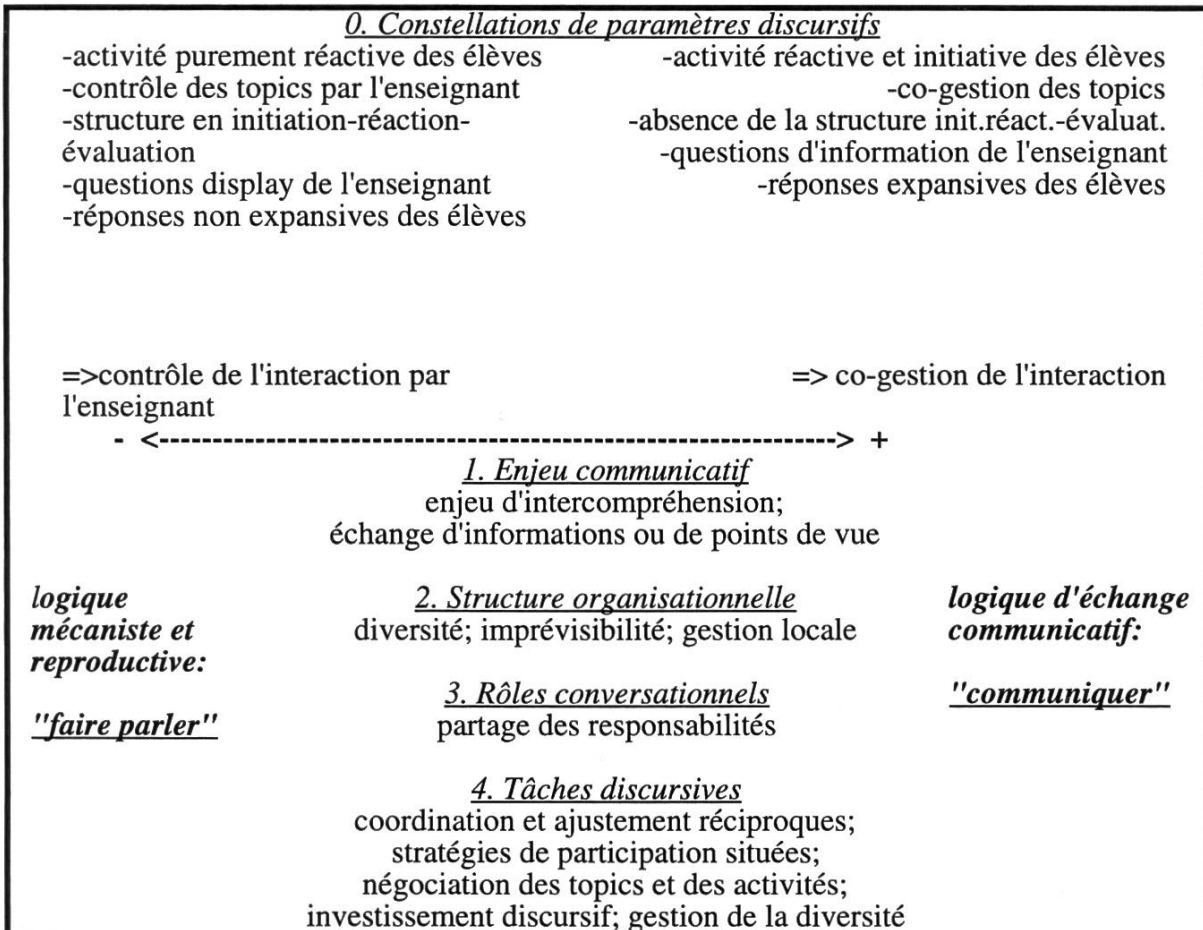 0. Constellations de paramètres discursifs
-activité purement réactive des élèves
-contrôle des topics par l'enseignant
-structure en initiation-réaction-
évaluation
-questions display de l'enseignant
-réponses non expansives des élèves
-activité réactive et initiative des élèves
-co-gestion des topics
-absence de la structure init.réact.-évaluat.
-questions d'information de l'enseignant
-réponses expansives des élèves
=>contrôle de l'interaction par
l'enseignant
=> co-gestion de l'interaction
- <----------------------------------------------------------------> +
1. Enjeu communicatif
enjeu d'intercompréhension;
échange d'informations ou de points de vue
logique
mécaniste et
reproductive:
"faire parler"
2. Structure organisationnelle
diversité; imprévisibilité; gestion locale
3. Rôles conversationnels
partage des responsabilités
logique d'échange
communicatif:
"communiquer"
4. Tâches discursives
coordination et ajustement réciproques;
stratégies de participation situées;
négociation des topics et des activités;
investissement discursif; gestion de la diversité